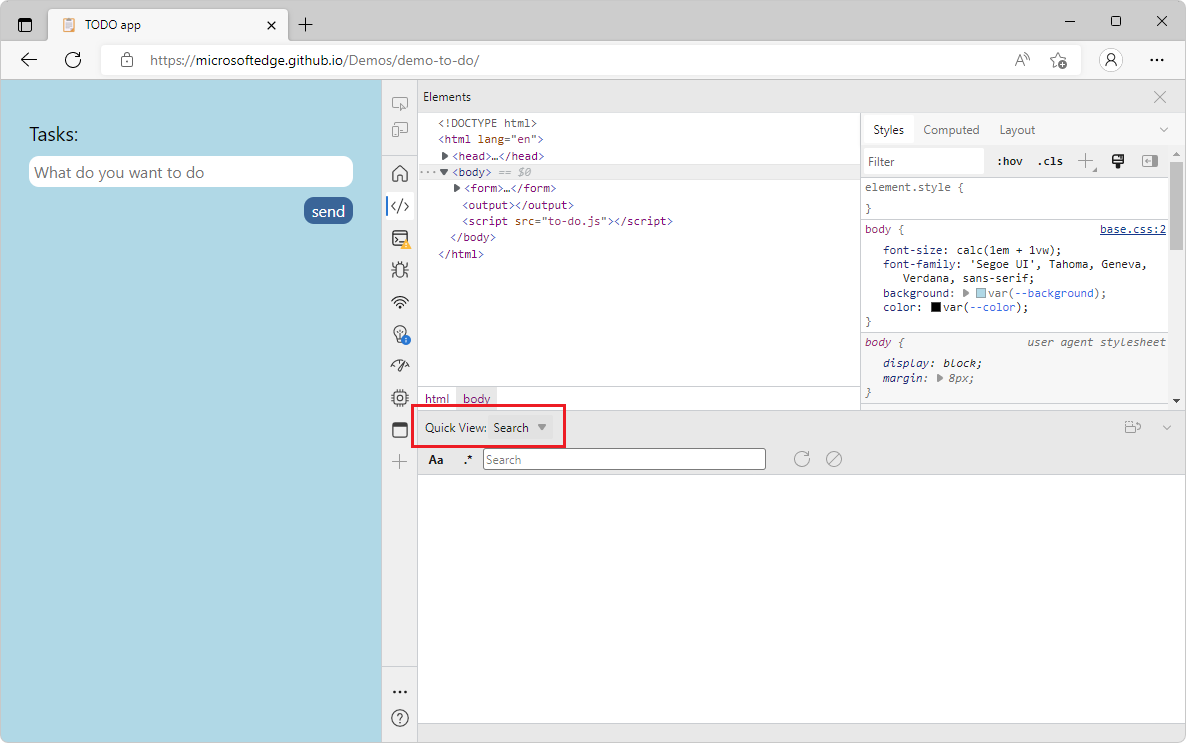 TODO app
https://microsoftedge.github.io/Demos/demo-to-do/
A))
Tasks:
What do you want to do
send
Elements
<!DOCTYPE html>
<html lang="en">
<head>…</head>
<body> == $0
<form>…</form>
<output></output>
<script src="to-do.js"></script>
</body>
</html>
html body
Styles Computed Layout
Filter :hov .cls
element.style {
}
body { base.css:2
font-size: calc(1em + 1vw);
font-family: 'Segoe UI', Tahoma, Geneva,
Verdana, sans-serif;
background: var(--background);
color: var(--color);
}
body { user agent stylesheet
display: block;
margin: 8px;
}
Quick View: Search
Aa .* Search